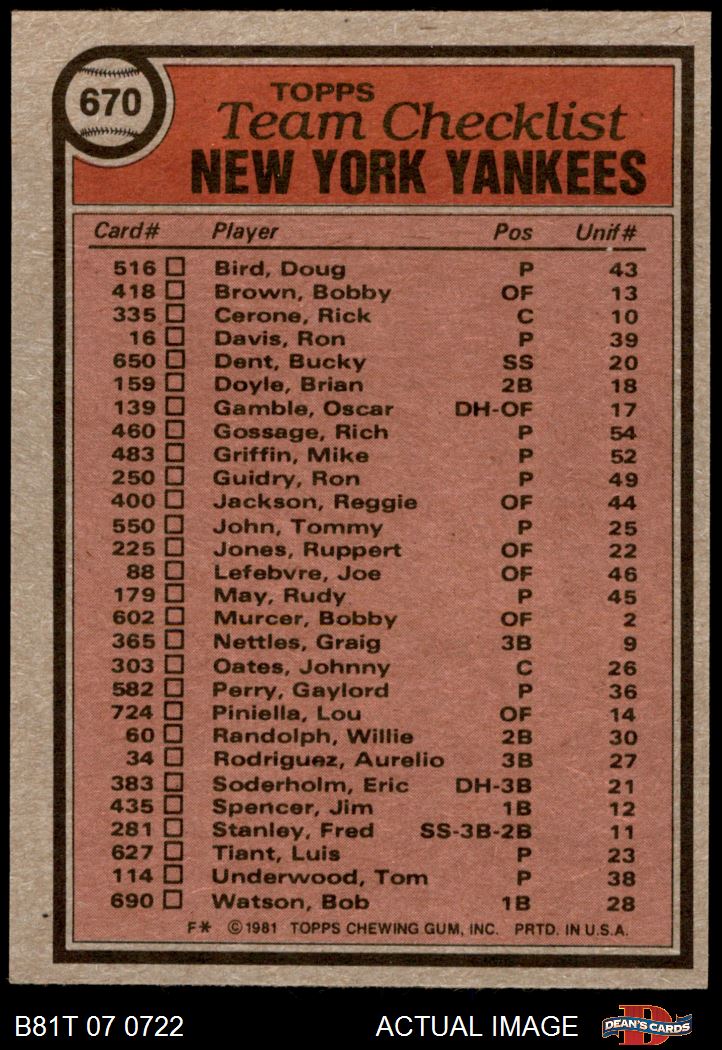 670
TOPPS
Team Checklist
NEW YORK YANKEES
Card# Player Pos Unif#
516 Bird, Doug P 43
418 Brown, Bobby OF 13
335 Cerone, Rick C 10
16 Davis, Ron P 39
650 Dent, Bucky SS 20
159 Doyle, Brian 2B 18
139 Gamble, Oscar DH-OF 17
460 Gossage, Rich P 54
483 Griffin, Mike P 52
250 Guidry, Ron P 49
400 Jackson, Reggie OF 44
550 John, Tommy P 25
225 Jones, Ruppert OF 22
88 Lefebvre, Joe OF 46
179 May, Rudy P 45
602 Murcer, Bobby OF 2
365 Nettles, Graig 3B 9
303 Oates, Johnny C 26
582 Perry, Gaylord P 36
724 Piniella, Lou OF 14
60 Randolph, Willie 2B 30
34 Rodriguez, Aurelio 3B 27
383 Soderholm, Eric DH-3B 21
435 Spencer, Jim 1B 12
281 Stanley, Fred SS-3B-2B 11
627 Tiant, Luis P 23
114 Underwood, Tom P 38
690 Watson, Bob 1B 28
F* © 1981 TOPPS CHEWING GUM, INC. PRTD. IN U.S.A.
B81T 07 0722 ACTUAL IMAGE D DEAN'S CARDS